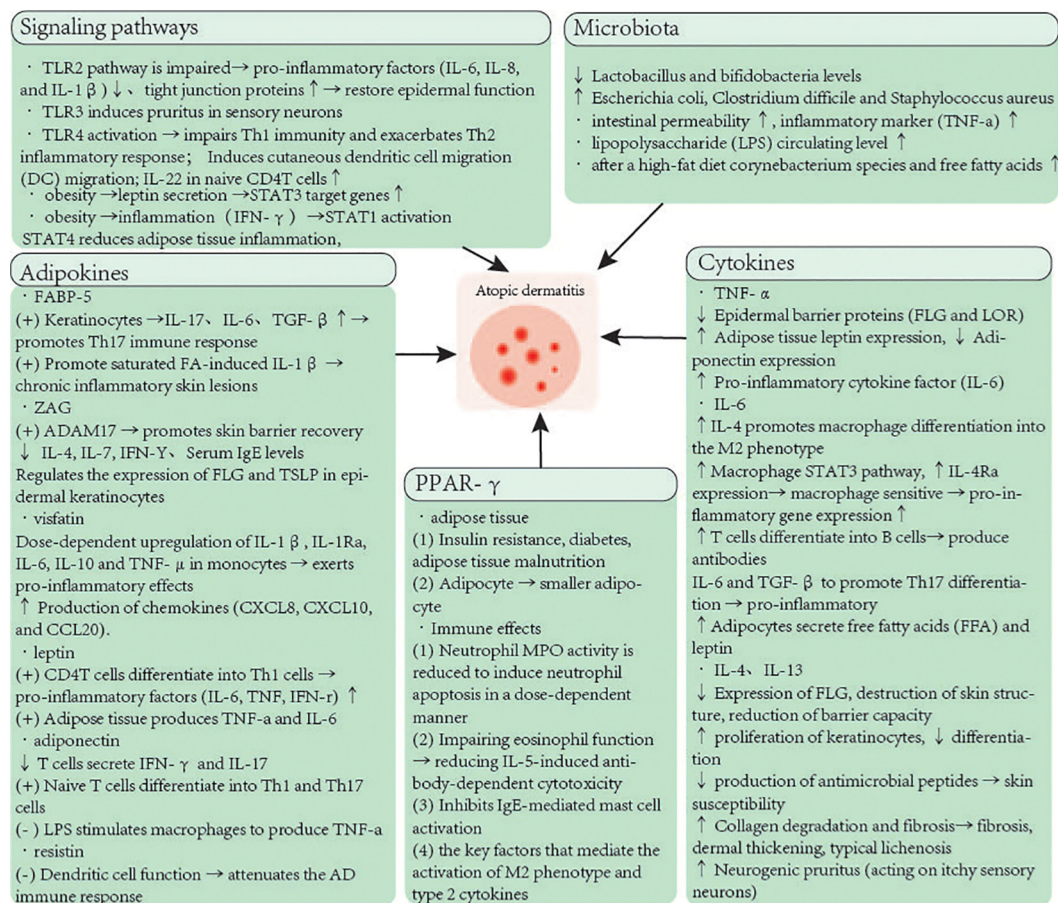 Signaling pathways
· TLR2 pathway is impaired→ pro-inflammatory factors (IL-6, IL-8,
and IL-1 β ) ↓、 tight junction proteins ↑ → restore epidermal function
· TLR3 induces pruritus in sensory neurons
· TLR4 activation → impairs Th1 immunity and exacerbates Th2
inflammatory response； Induces cutaneous dendritic cell migration
(DC) migration; IL-22 in naive CD4T cells ↑
· obesity →leptin secretion →STAT3 target genes ↑
· obesity →inflammation（IFN- γ ） →STAT1 activation
STAT4 reduces adipose tissue inflammation,
Microbiota
↓ Lactobacillus and bifidobacteria levels
↑ Escherichia coli, Clostridium difficile and Staphylococcus aureus
· intestinal permeability ↑ , inflammatory marker (TNF-a) ↑
· lipopolysaccharide (LPS) circulating level ↑
· after a high-fat diet corynebacterium species and free fatty acids ↑
Adipokines
· FABP-5
(+) Keratinocytes →IL-17、 IL-6、 TGF- β ↑ →
promotes Th17 immune response
(+) Promote saturated FA-induced IL-1 β →
chronic inflammatory skin lesions
· ZAG
(+) ADAM17 → promotes skin barrier recovery
↓ IL-4, IL-7, IFN-Y、 Serum IgE levels
Regulates the expression of FLG and TSLP in epi-
dermal keratinocytes
· visfatin
Dose-dependent upregulation of IL-1 β , IL-1Ra,
IL-6, IL-10 and TNF- μ in monocytes → exerts
pro-inflammatory effects
↑ Production of chemokines (CXCL8, CXCL10,
and CCL20).
· leptin
(+) CD4T cells differentiate into Th1 cells →
pro-inflammatory factors (IL-6, TNF, IFN-r) ↑
(+) Adipose tissue produces TNF-a and IL-6
· adiponectin
↓ T cells secrete IFN- γ and IL-17
(+) Naive T cells differentiate into Th1 and Th17
cells
(-) LPS stimulates macrophages to produce TNF-a
· resistin
(-) Dendritic cell function → attenuates the AD
immune response
Atopic dermatitis
PPAR- γ
· adipose tissue
(1) Insulin resistance, diabetes,
adipose tissue malnutrition
(2) Adipocyte → smaller adipo-
cyte
· Immune effects
(1) Neutrophil MPO activity is
reduced to induce neutrophil
apoptosis in a dose-dependent
manner
(2) Impairing eosinophil function
→ reducing IL-5-induced anti-
body-dependent cytotoxicity
(3) Inhibits IgE-mediated mast cell
activation
(4) the key factors that mediate the
activation of M2 phenotype and
type 2 cytokines
Cytokines
· TNF- α
↓ Epidermal barrier proteins (FLG and LOR)
↑ Adipose tissue leptin expression, ↓ Adi-
ponectin expression
↑ Pro-inflammatory cytokine factor (IL-6)
· IL-6
↑ IL-4 promotes macrophage differentiation into
the M2 phenotype
↑ Macrophage STAT3 pathway, ↑ IL-4Ra
expression→ macrophage sensitive → pro-in-
flammatory gene expression ↑
↑ T cells differentiate into B cells→ produce
antibodies
IL-6 and TGF- β to promote Th17 differentia-
tion → pro-inflammatory
↑ Adipocytes secrete free fatty acids (FFA) and
leptin
· IL-4、 IL-13
↓ Expression of FLG, destruction of skin struc-
ture, reduction of barrier capacity
↑ proliferation of keratinocytes, ↓ differentia-
tion
↓ production of antimicrobial peptides → skin
susceptibility
↑ Collagen degradation and fibrosis→ fibrosis,
dermal thickening, typical lichenosis
↑ Neurogenic pruritus (acting on itchy sensory
neurons)